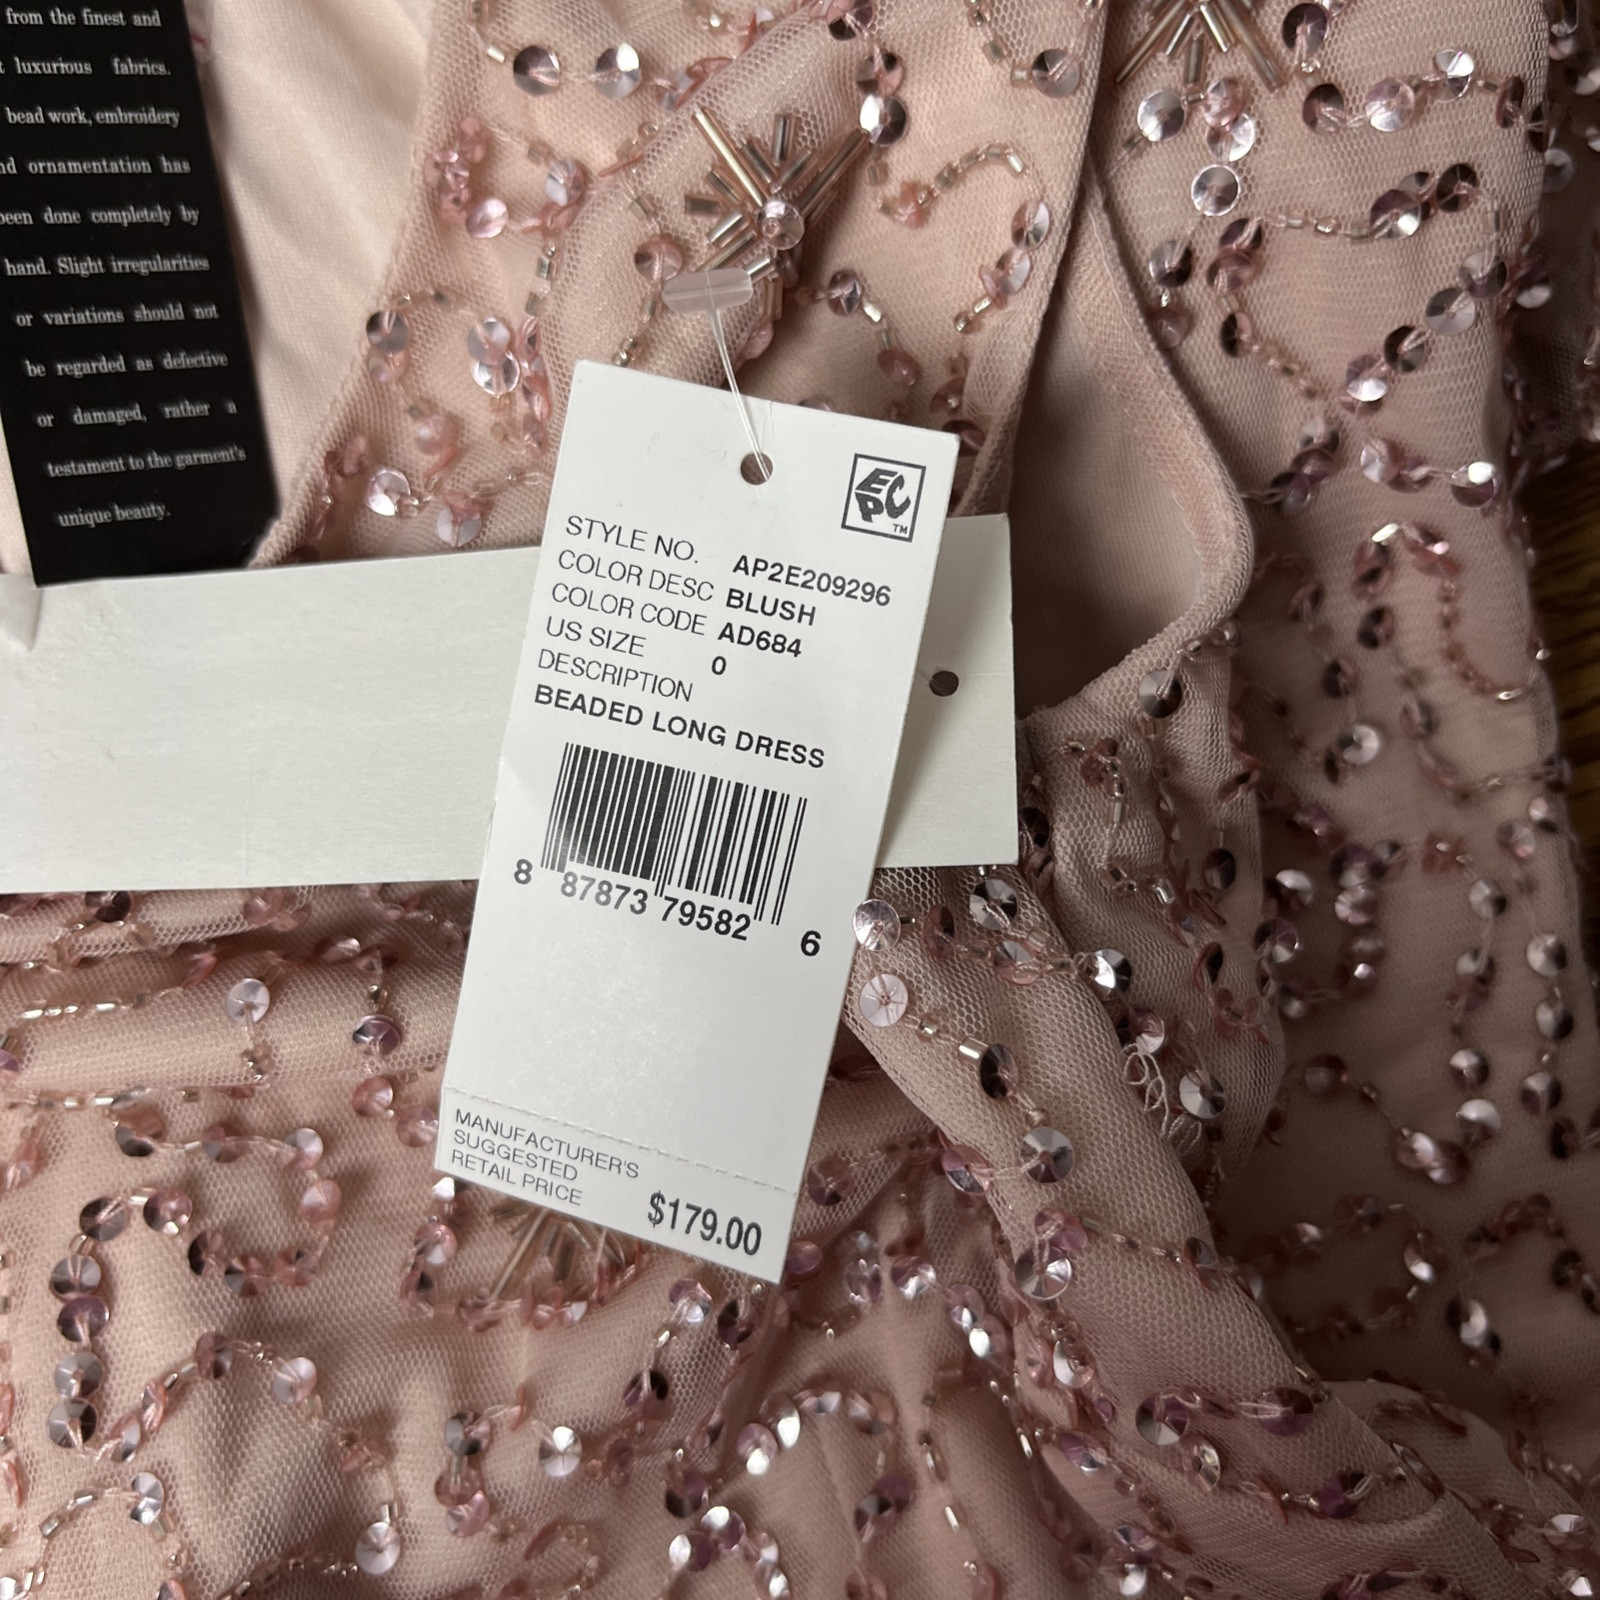 from the finest and
luxurious fabrics.
bead work, embroidery
ornamentation has
been done completely by
hand. Slight irregularities
or variations should not
be regarded as defective
or damaged, rather a
testament to the garment's
unique beauty.
EPC TM
STYLE NO. AP2E209296
COLOR DESC BLUSH
COLOR CODE AD684
US SIZE 0
DESCRIPTION
BEADED LONG DRESS
8 87873 79582 6
MANUFACTURER'S
SUGGESTED
RETAIL PRICE $179.00